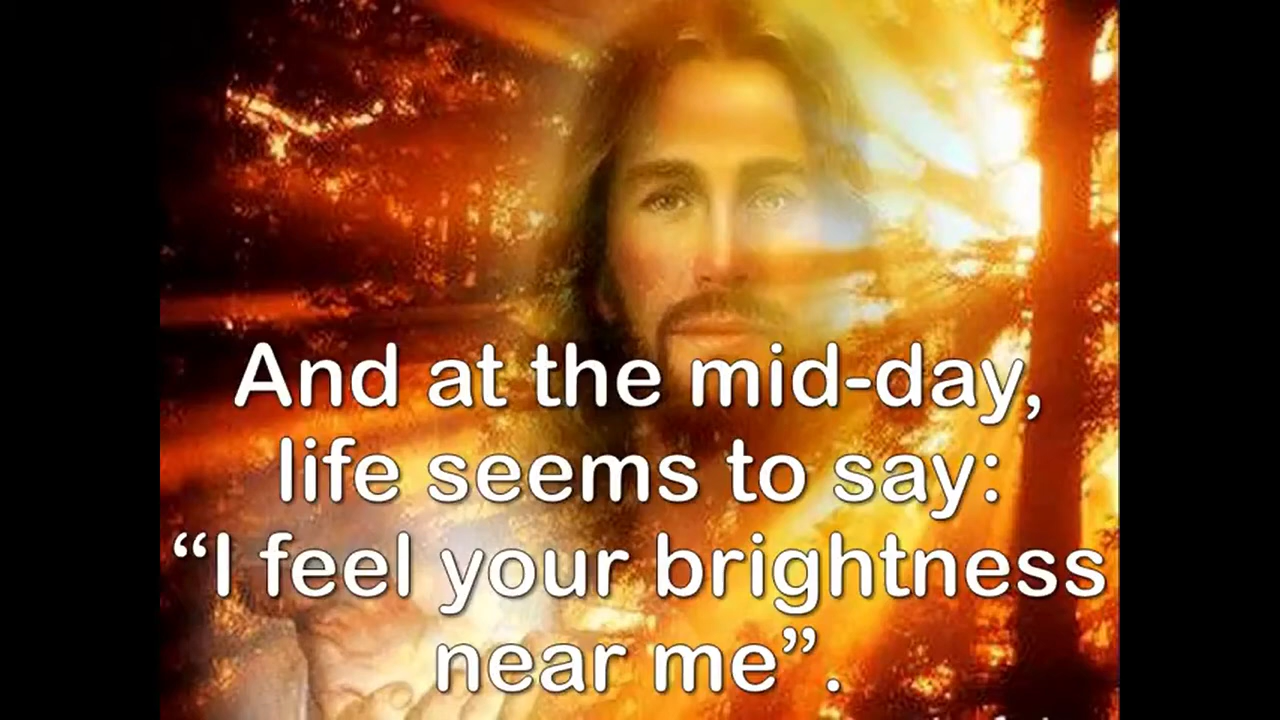 And at the mid-day,
life seems to say:
“I feel your brightness
near me”.